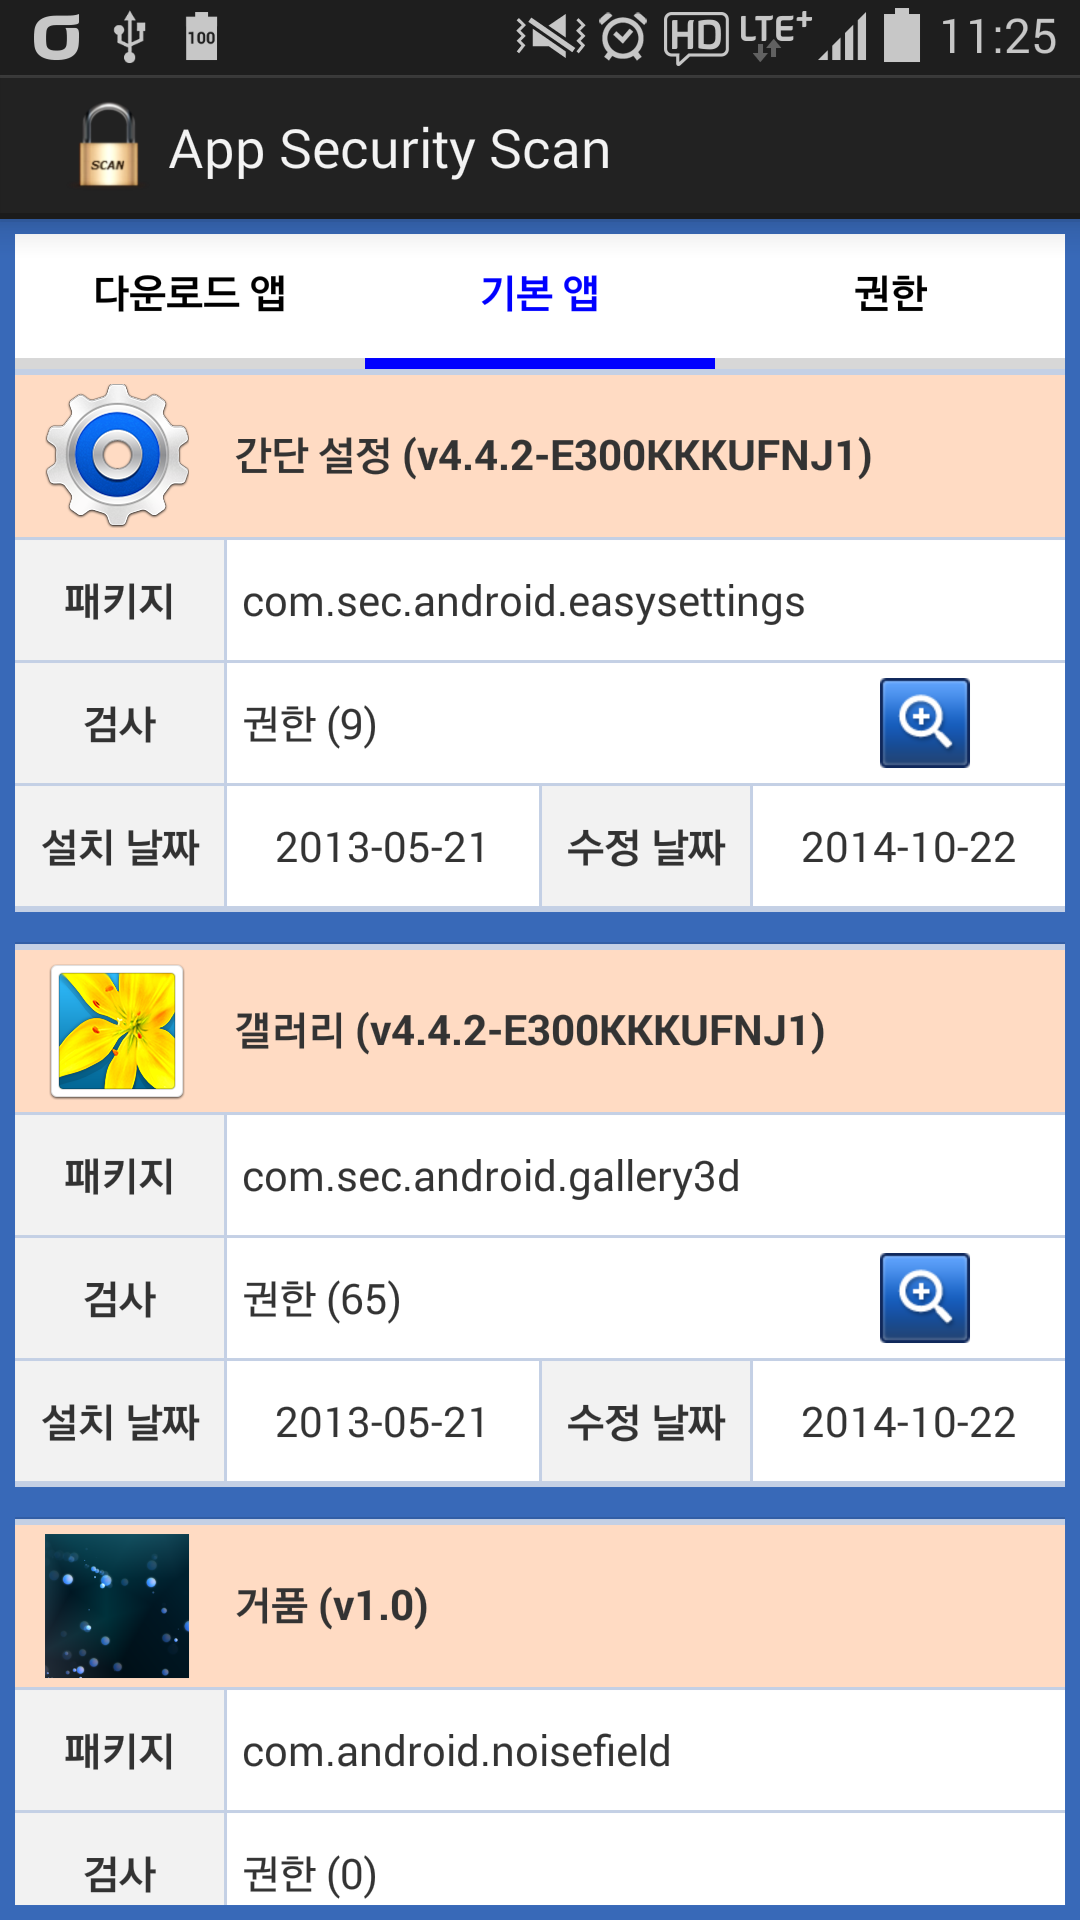 100 HD LTE+ 11:25
SCAN App Security Scan
다운로드 앱 기본 앱 권한
간단 설정 (v4.4.2-E300KKKUFNJ1)
패키지 com.sec.android.easysettings
검사 권한 (9)
설치 날짜 2013-05-21 수정 날짜 2014-10-22
갤러리 (v4.4.2-E300KKKUFNJ1)
패키지 com.sec.android.gallery3d
검사 권한 (65)
설치 날짜 2013-05-21 수정 날짜 2014-10-22
거품 (v1.0)
패키지 com.android.noisefield
검사 권한 (0)